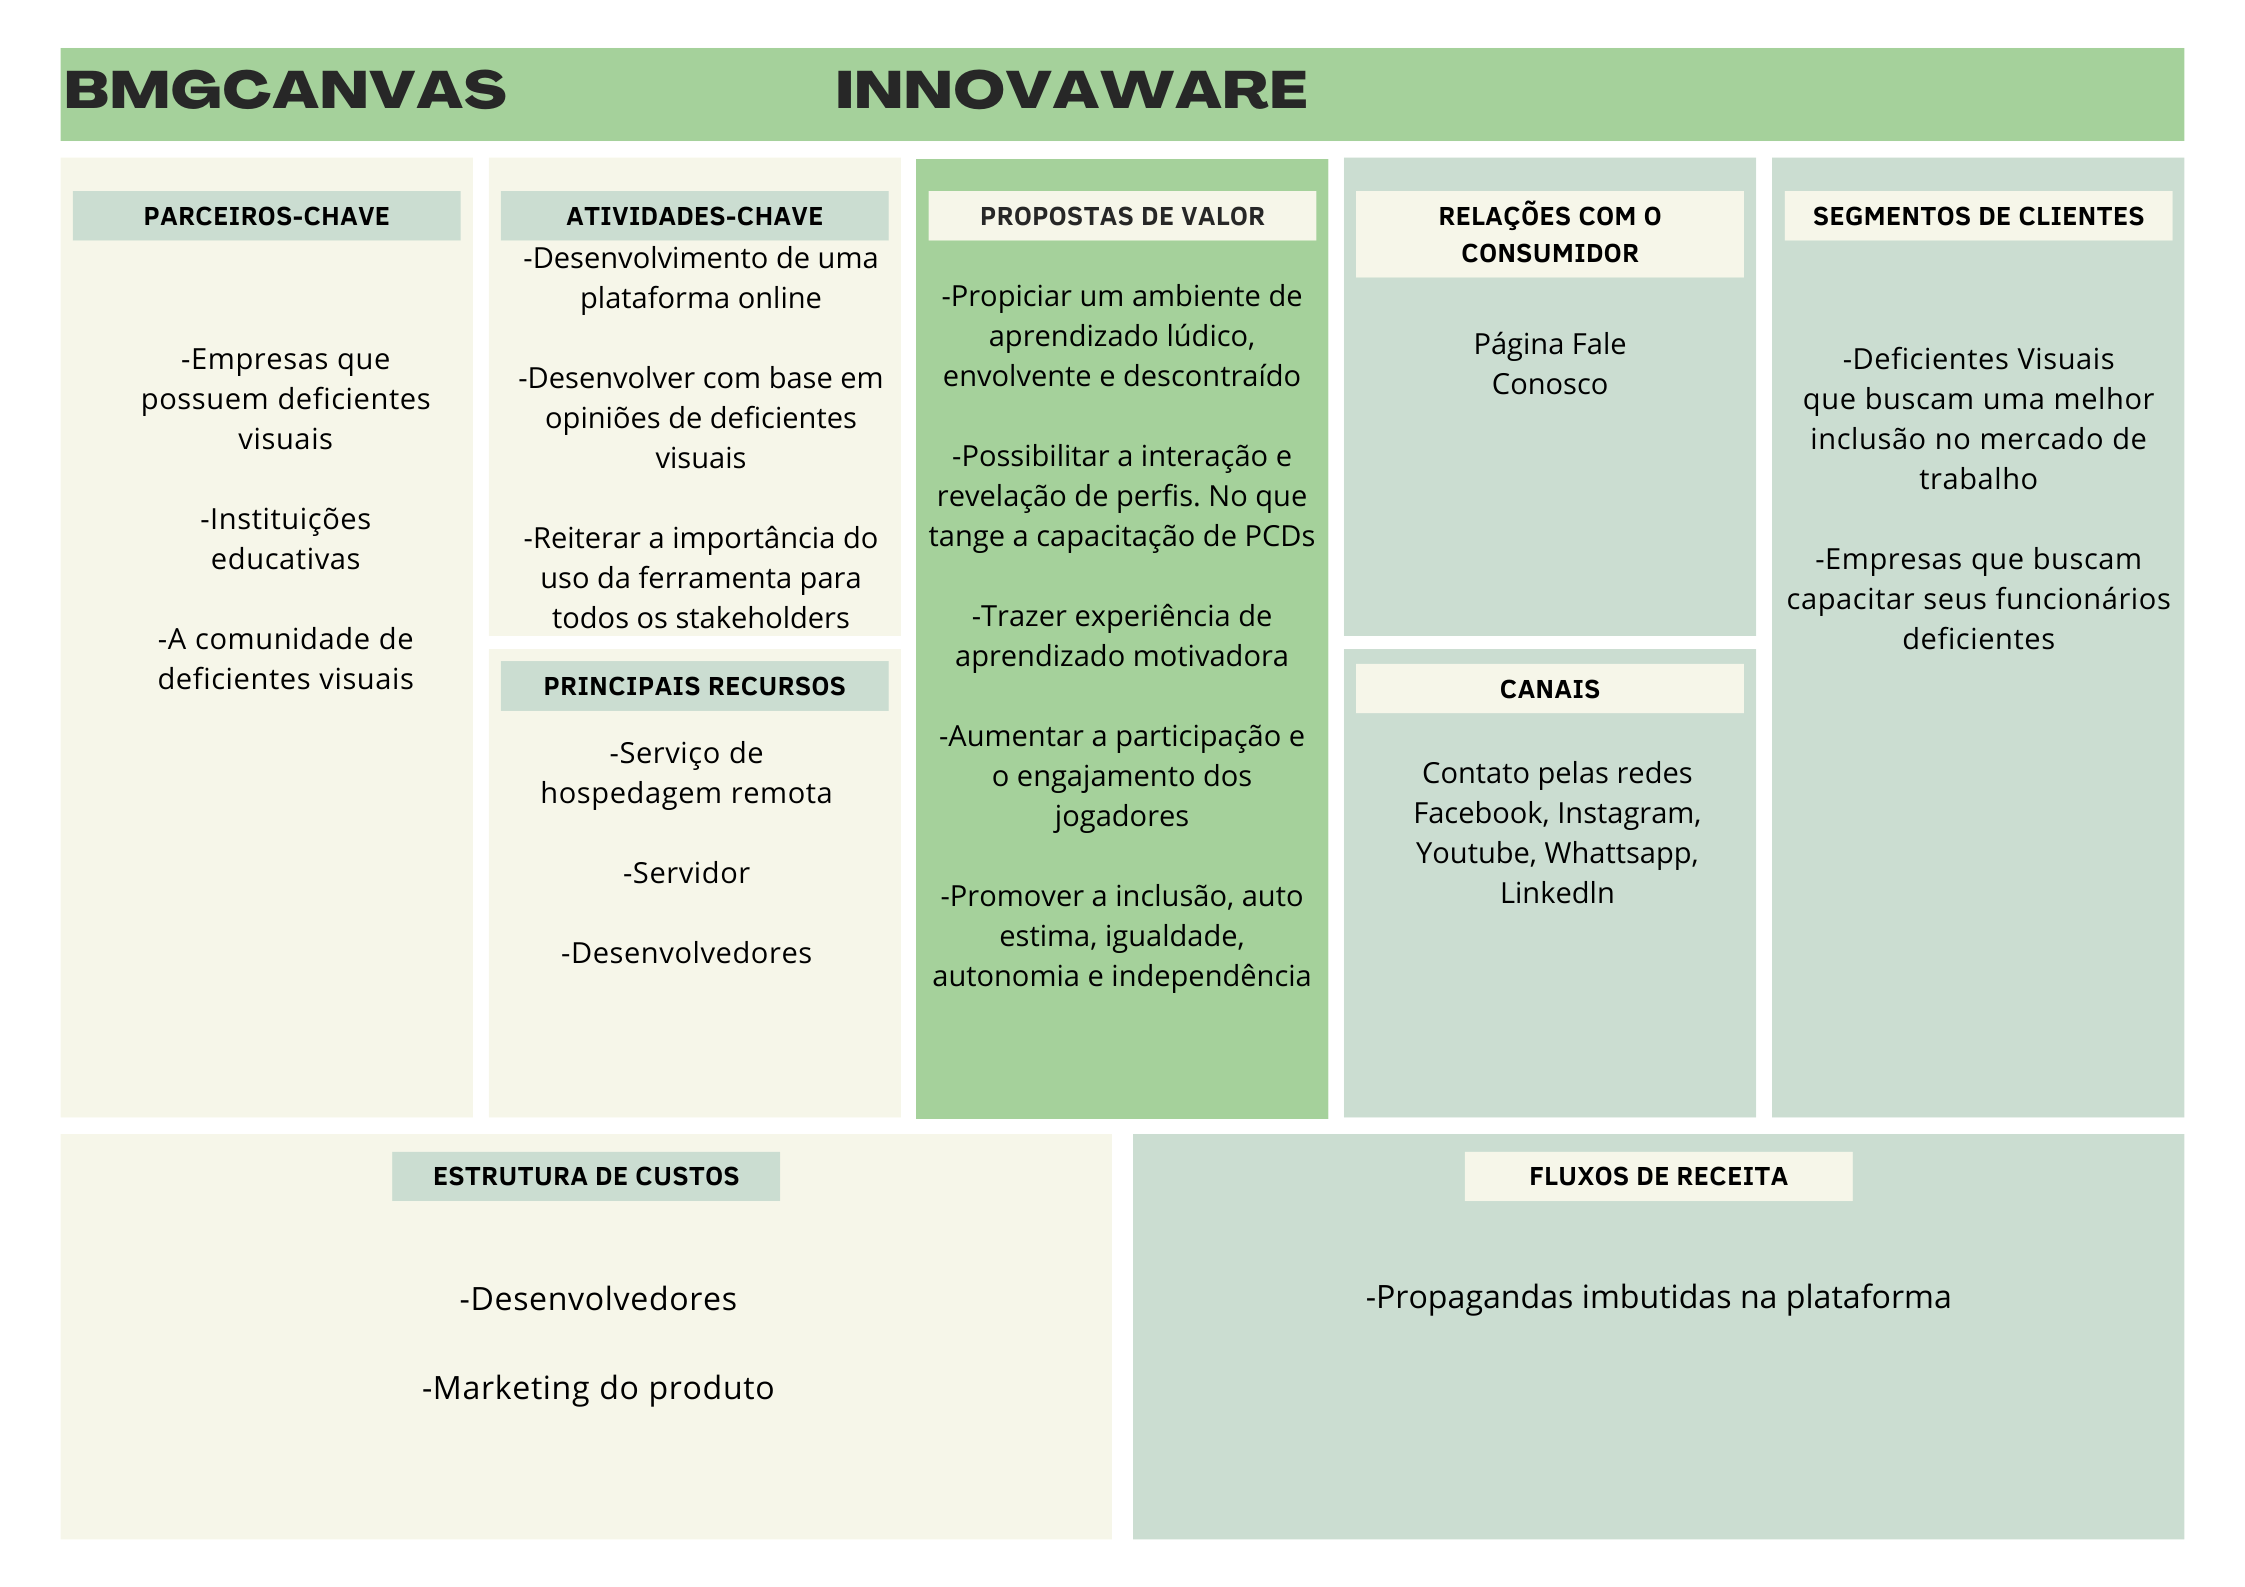 BMGCANVAS INNOVAWARE
PARCEIROS-CHAVE
-Empresas que
possuem deficientes
visuais
-Instituições
educativas
-A comunidade de
deficientes visuais
ATIVIDADES-CHAVE
-Desenvolvimento de uma
plataforma online
-Desenvolver com base em
opiniões de deficientes
visuais
-Reiterar a importância do
uso da ferramenta para
todos os stakeholders
PRINCIPAIS RECURSOS
-Serviço de
hospedagem remota
-Servidor
-Desenvolvedores
PROPOSTAS DE VALOR
-Propiciar um ambiente de
aprendizado lúdico,
envolvente e descontraído
-Possibilitar a interação e
revelação de perfis. No que
tange a capacitação de PCDs
-Trazer experiência de
aprendizado motivadora
-Aumentar a participação e
o engajamento dos
jogadores
-Promover a inclusão, auto
estima, igualdade,
autonomia e independência
RELAÇÕES COM O
CONSUMIDOR
Página Fale
Conosco
CANAIS
Contato pelas redes
Facebook, Instagram,
Youtube, Whattsapp,
Linkedln
SEGMENTOS DE CLIENTES
-Deficientes Visuais
que buscam uma melhor
inclusão no mercado de
trabalho
-Empresas que buscam
capacitar seus funcionários
deficientes
ESTRUTURA DE CUSTOS
-Desenvolvedores
-Marketing do produto
FLUXOS DE RECEITA
-Propagandas imbutidas na plataforma